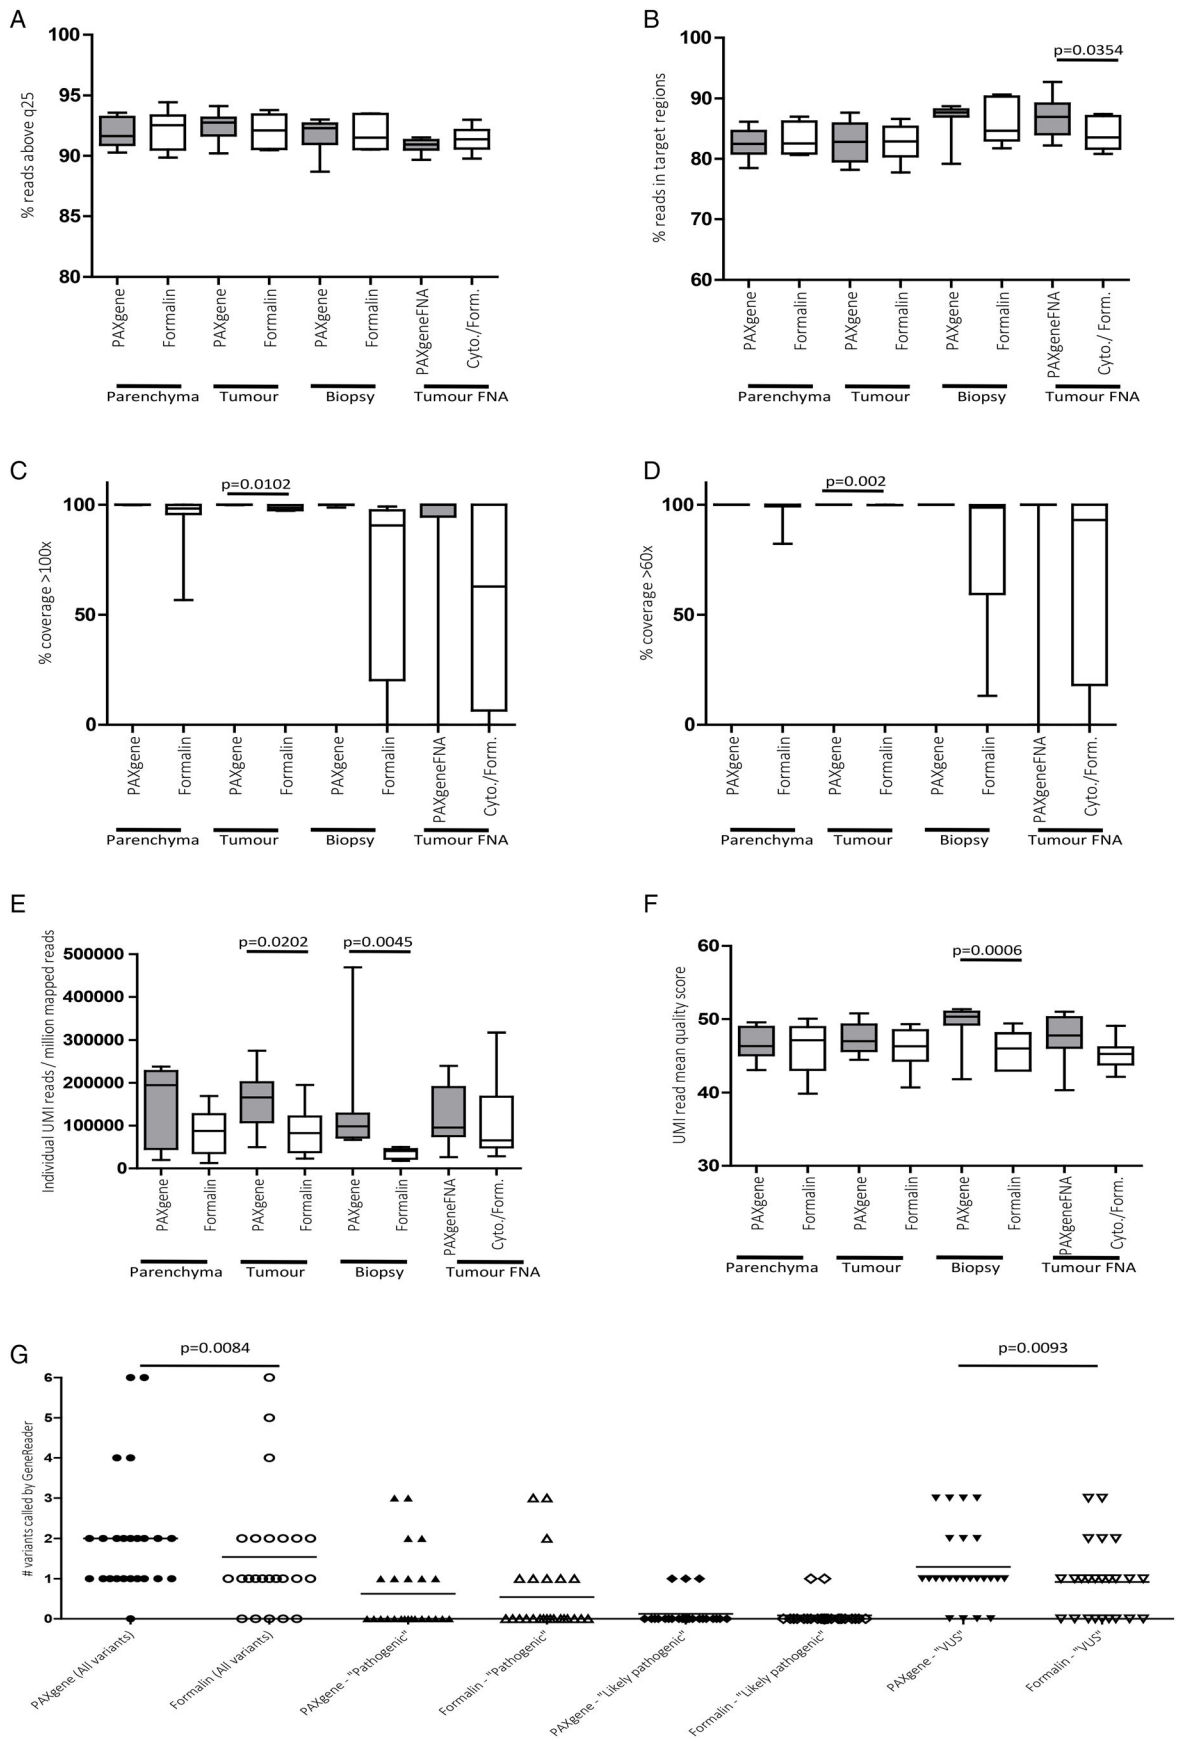 A
% reads above q25
100
95
90
85
80
PAXgene
Formalin
PAXgene
Formalin
PAXgene
Formalin
PAXgeneFNA
Cyto./Form.
Parenchyma
Tumour
Biopsy
Tumour FNA
B
% reads in target regions
100
90
80
70
60
p=0.0354
PAXgene
Formalin
PAXgene
Formalin
PAXgene
Formalin
PAXgeneFNA
Cyto./ Form.
Parenchyma
Tumour
Biopsy
Tumour FNA
C
% coverage >100x
100
50
0
p=0.0102
PAXgene
Formalin
PAXgene
Formalin
PAXgene
Formalin
PAXgeneFNA
Cyto./Form.
Parenchyma
Tumour
Biopsy
Tumour FNA
D
% coverage >60x
100
50
0
p=0.002
PAXgene
Formalin
PAXgene
Formalin
PAXgene
Formalin
PAXgeneFNA
Cyto./Form.
Parenchyma
Tumour
Biopsy
Tumour FNA
E
Individual UMI reads / million mapped reads
500000
400000
300000
200000
100000
0
p=0.0202
p=0.0045
PAXgene
Formalin
PAXgene
Formalin
PAXgene
Formalin
PAXgeneFNA
Cyto./Form.
Parenchyma
Tumour
Biopsy
Tumour FNA
F
UMI read mean quality score
60
50
40
30
p=0.0006
PAXgene
Formalin
PAXgene
Formalin
PAXgene
Formalin
PAXgeneFNA
Cyto./Form.
Parenchyma
Tumour
Biopsy
Tumour FNA
G
# variants called by GeneReader
6
5
4
3
2
1
0
p=0.0084
p=0.0093
PAXgene (All variants)
Formalin (All variants)
PAXgene - "Pathogenic"
Formalin - "Pathogenic"
PAXgene - "Likely pathogenic"
Formalin - "Likely pathogenic"
PAXgene - "VUS"
Formalin - "VUS"